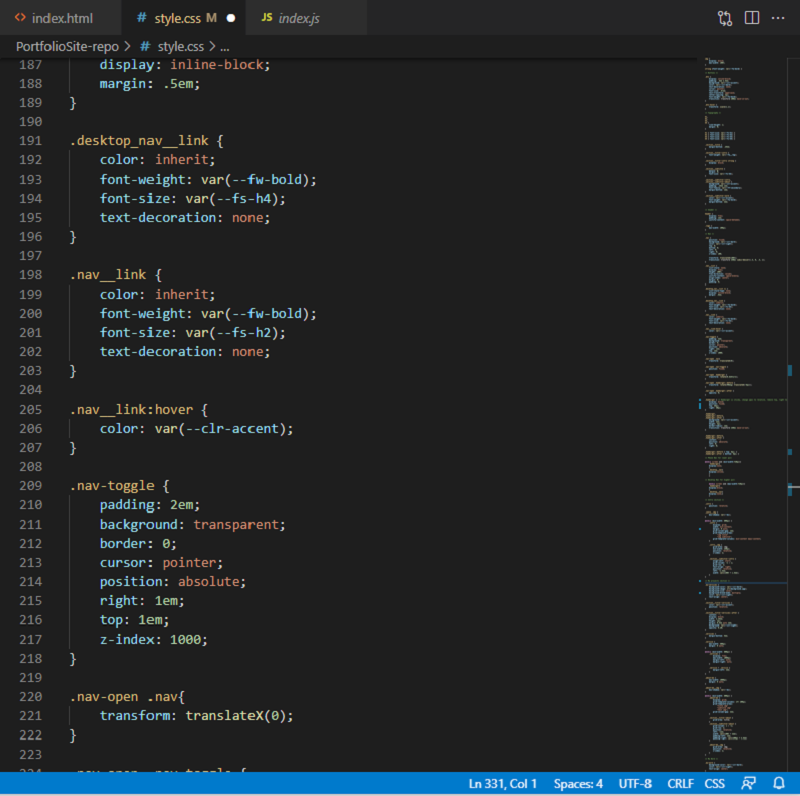 <> index.html
# style.css M ●
JS index.js
PortfolioSite-repo > # style.css > ...
187 display: inline-block;
188 margin: .5em;
189 }
190
191 .desktop_nav__link {
192 color: inherit;
193 font-weight: var(--fw-bold);
194 font-size: var(--fs-h4);
195 text-decoration: none;
196 }
197
198 .nav__link {
199 color: inherit;
200 font-weight: var(--fw-bold);
201 font-size: var(--fs-h2);
202 text-decoration: none;
203 }
204
205 .nav__link:hover {
206 color: var(--clr-accent);
207 }
208
209 .nav-toggle {
210 padding: 2em;
211 background: transparent;
212 border: 0;
213 cursor: pointer;
214 position: absolute;
215 right: 1em;
216 top: 1em;
217 z-index: 1000;
218 }
219
220 .nav-open .nav{
221 transform: translateX(0);
222 }
223
224 .nav-open .nav-toggle {
Ln 331, Col 1 Spaces: 4 UTF-8 CRLF CSS